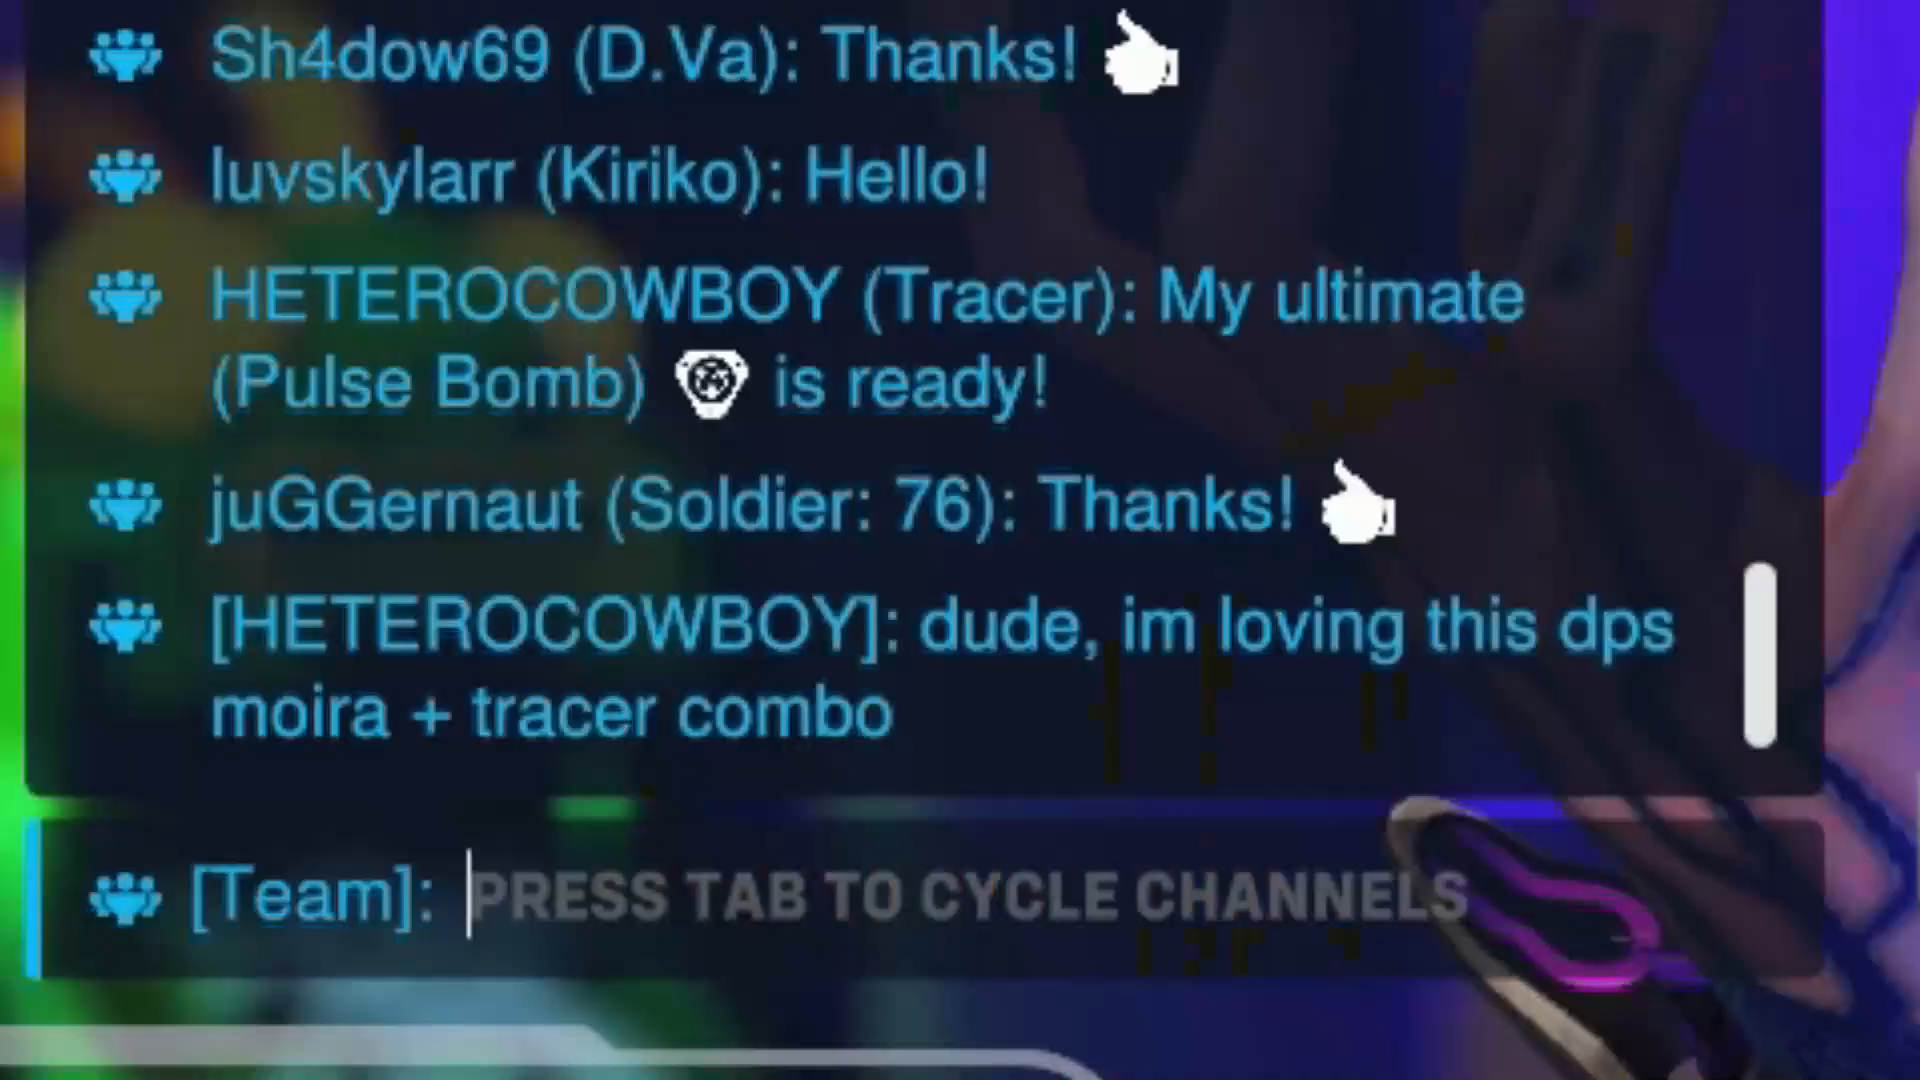 Sh4dow69 (D.Va): Thanks!
luvskylarr (Kiriko): Hello!
HETEROCOWBOY (Tracer): My ultimate
(Pulse Bomb) is ready!
juGGernaut (Soldier: 76): Thanks!
[HETEROCOWBOY]: dude, im loving this dps
moira + tracer combo
[Team]: PRESS TAB TO CYCLE CHANNELS